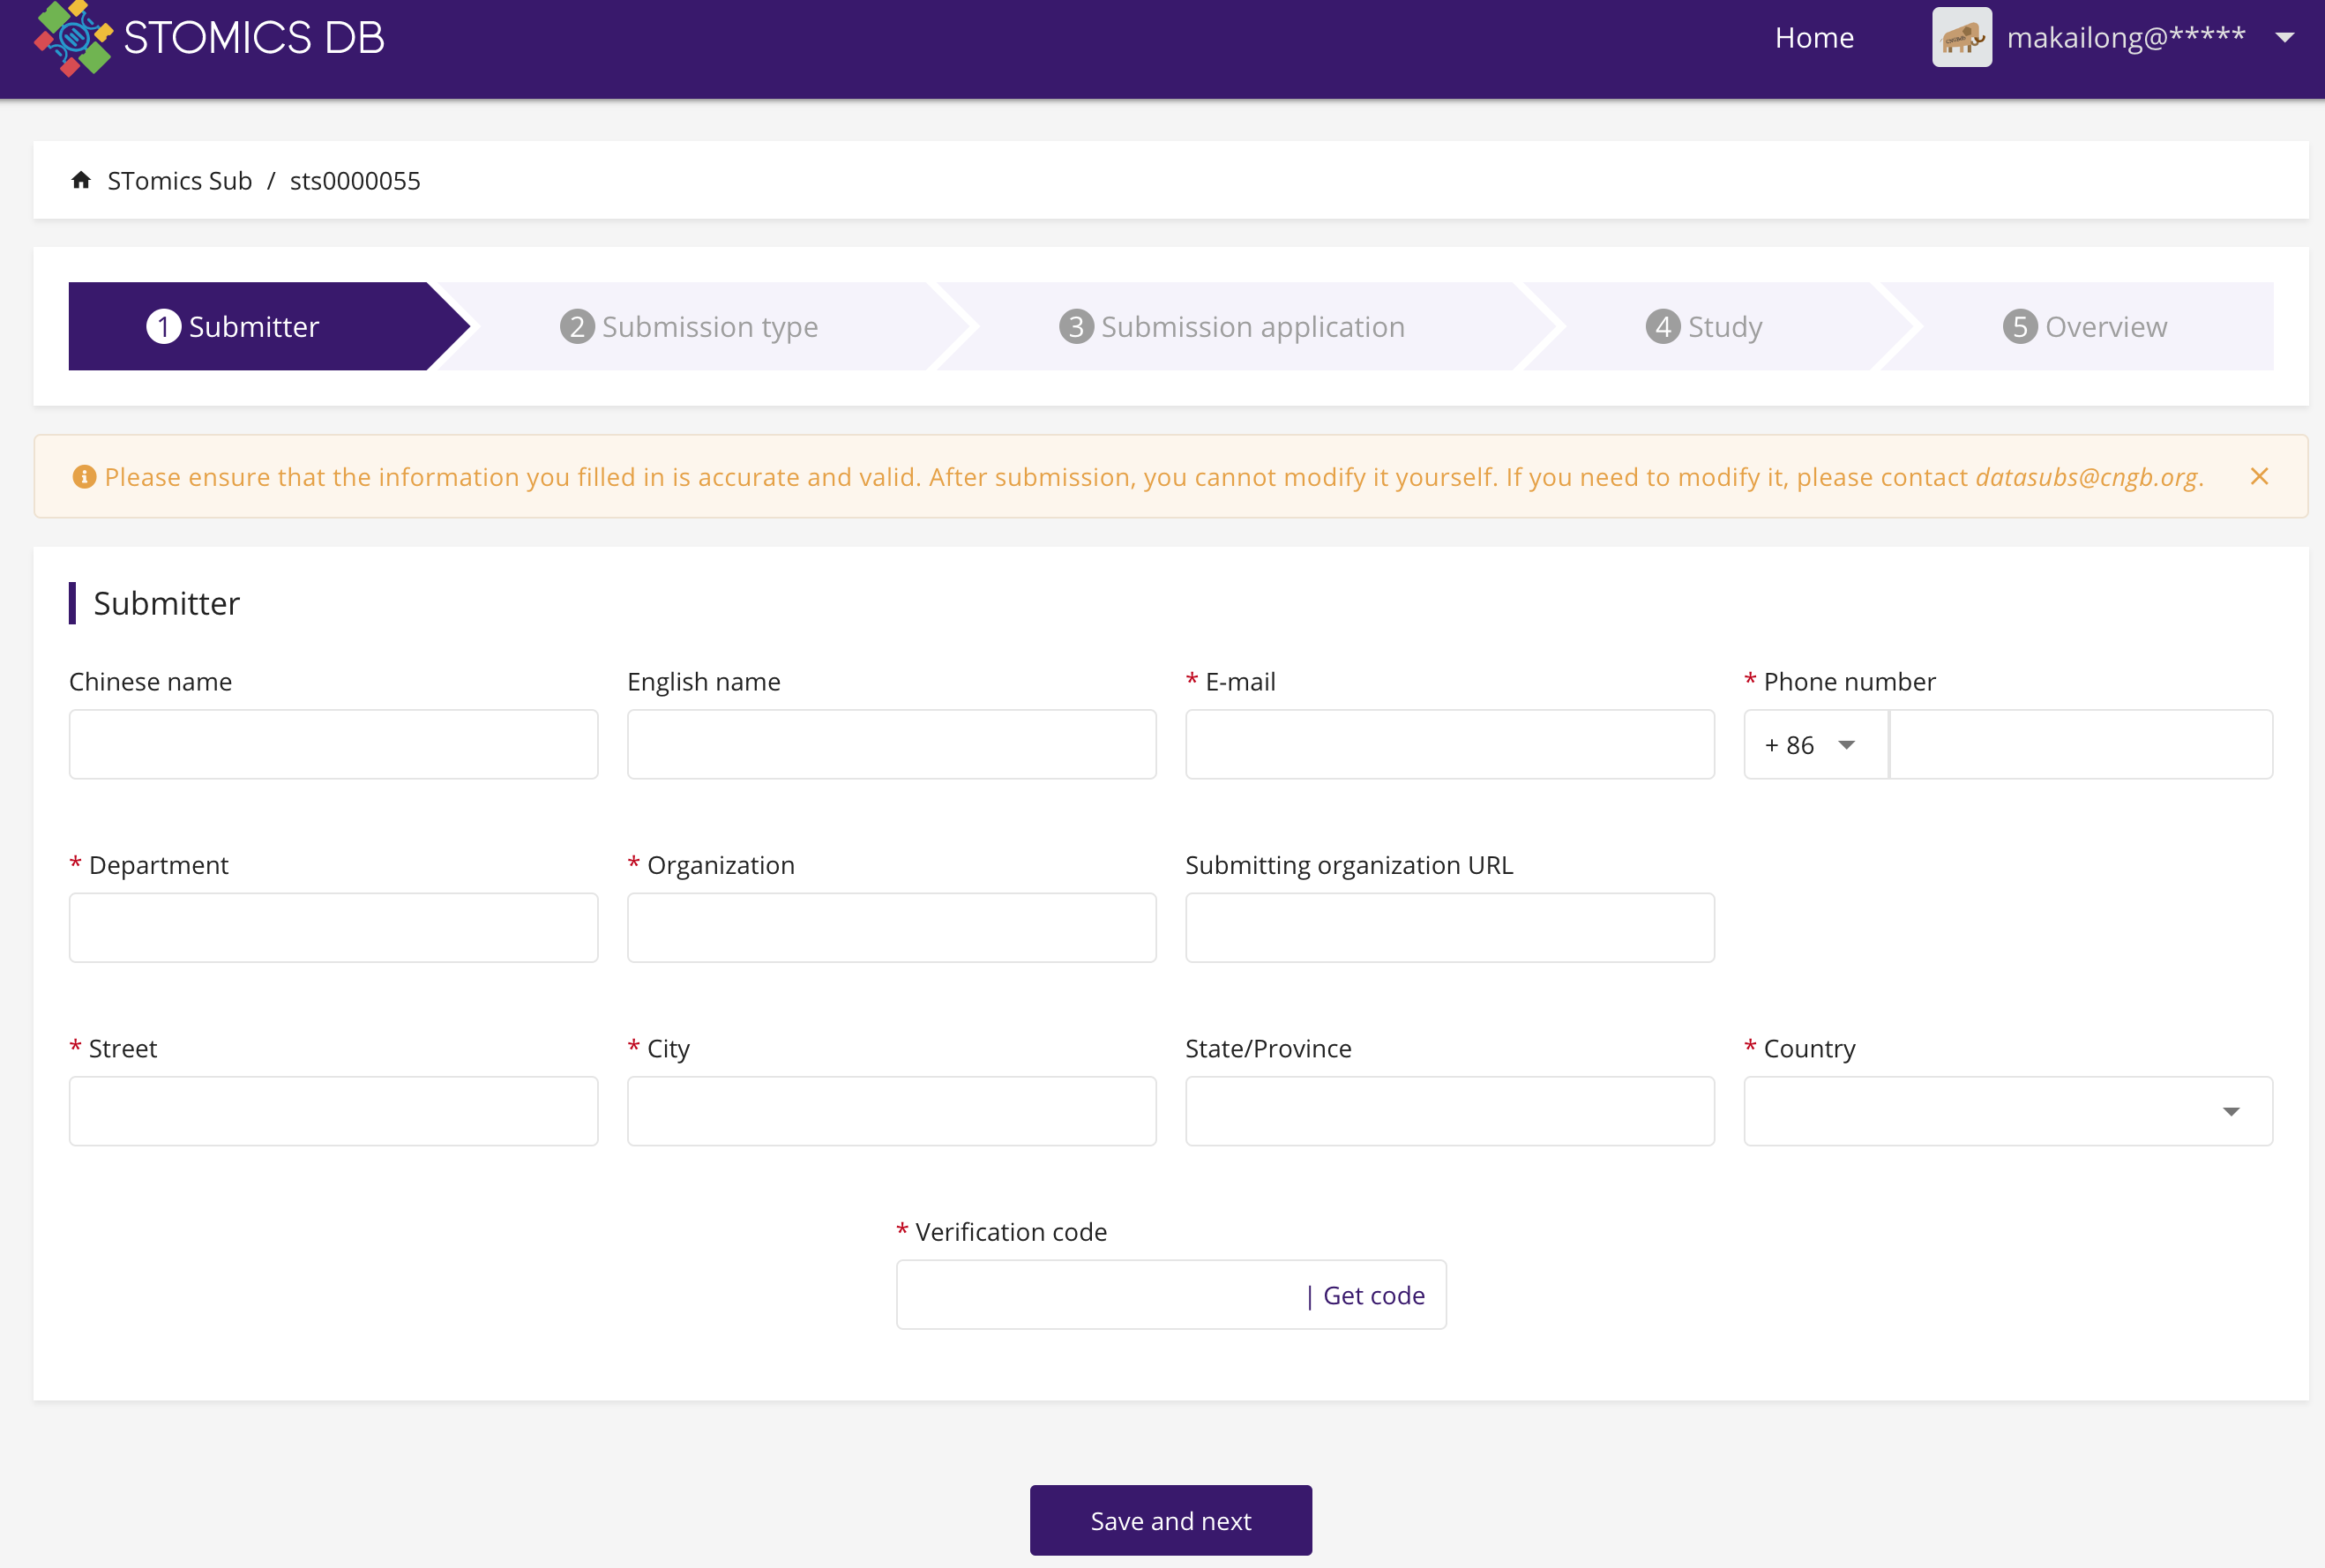 STOMICS DB
Home
makailong@*****
STomics Sub / sts0000055
1 Submitter
2 Submission type
3 Submission application
4 Study
5 Overview
Please ensure that the information you filled in is accurate and valid. After submission, you cannot modify it yourself. If you need to modify it, please contact datasubs@cngb.org.
Submitter
Chinese name
English name
* E-mail
* Phone number
+ 86
* Department
* Organization
Submitting organization URL
* Street
* City
State/Province
* Country
* Verification code
| Get code
Save and next